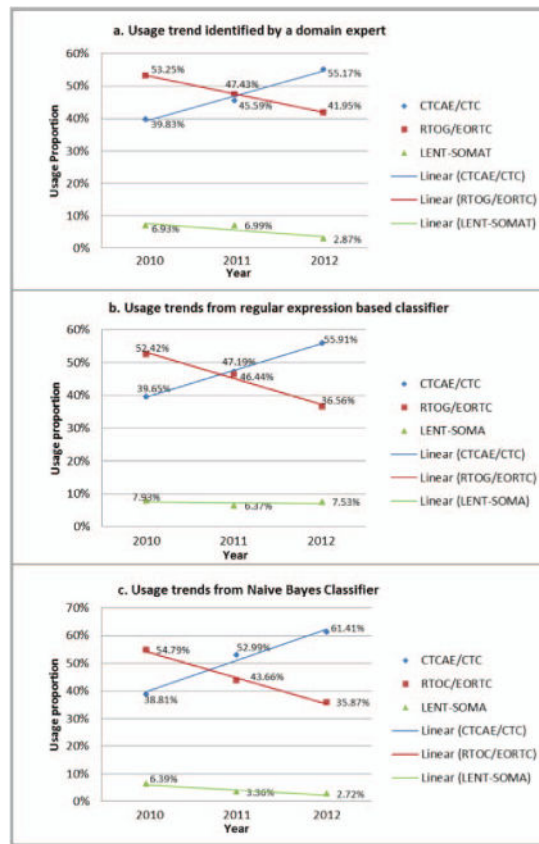 a. Usage trend identified by a domain expert
Usage Proportion
60%
50%
40%
30%
20%
10%
0%
53.25%
39.83%
47.43%
45.59%
55.17%
41.95%
6.93%
6.99%
2.87%
2010 2011 2012
Year
CTCAE/CTC
RTOG/EORTC
LENT-SOMAT
Linear (CTCAE/CTC)
Linear (RTOG/EORTC)
Linear (LENT-SOMAT)
b. Usage trends from regular expression based classifier
Usage proportion
60%
50%
40%
30%
20%
10%
0%
52.42%
39.65%
47.19%
46.44%
55.91%
36.56%
7.93%
6.37%
7.53%
2010 2011 2012
Year
CTCAE/CTC
RTOG/EORTC
LENT-SOMA
Linear (CTCAE/CTC)
Linear (RTOG/EORTC)
Linear (LENT-SOMA)
c. Usage trends from Naive Bayes Classifier
Usage proportion
70%
60%
50%
40%
30%
20%
10%
0%
54.79%
38.81%
52.99%
43.66%
61.41%
35.87%
6.39%
3.36%
2.72%
2010 2011 2012
Year
CTCAE/CTC
RTOC/EORTC
LENT-SOMA
Linear (CTCAE/CTC)
Linear (RTOC/EORTC)
Linear (LENT-SOMA)